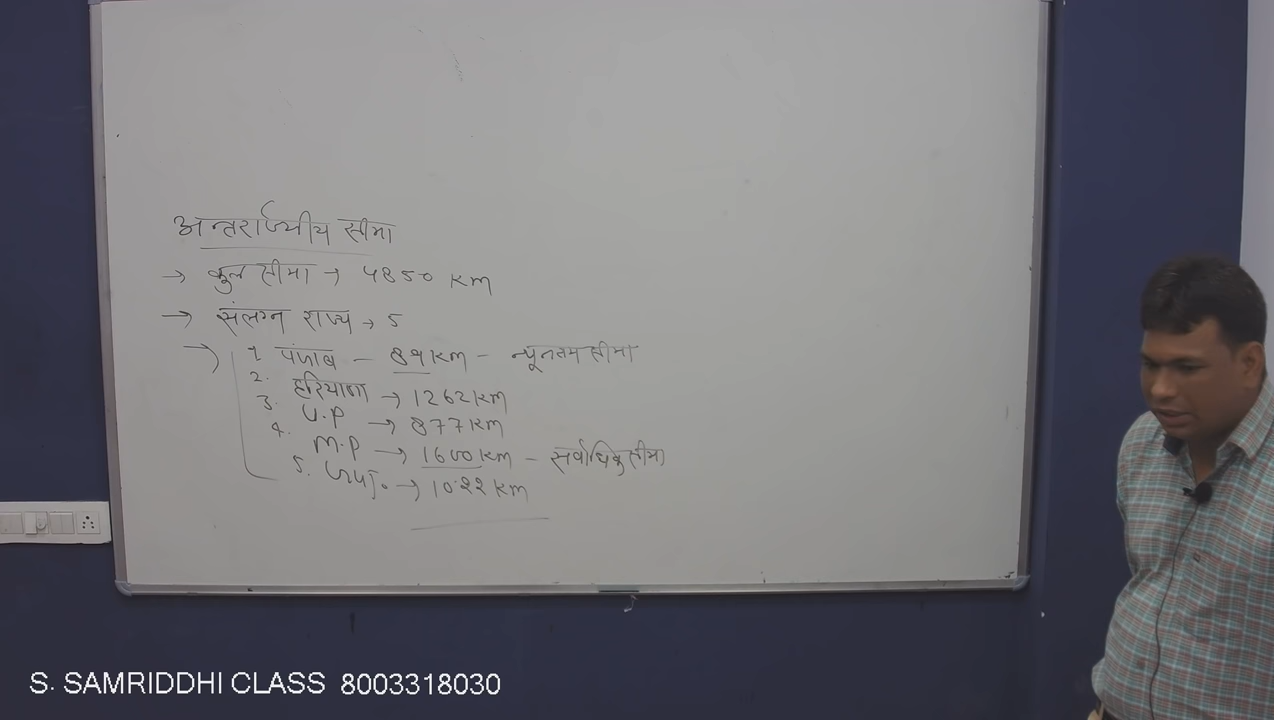 अन्तर्राज्यीय सीमा
→ कुल सीमा → 4850 km
→ संलग्न राज्य → 5
→ 1. पंजाब - 89 km - न्यूनतम सीमा
2. हरियाणा → 1262 km
3. U.P → 877 km
4. M.P → 1600 km - सर्वाधिक सीमा
5. गुज. → 1022 km
S. SAMRIDDHI CLASS 8003318030